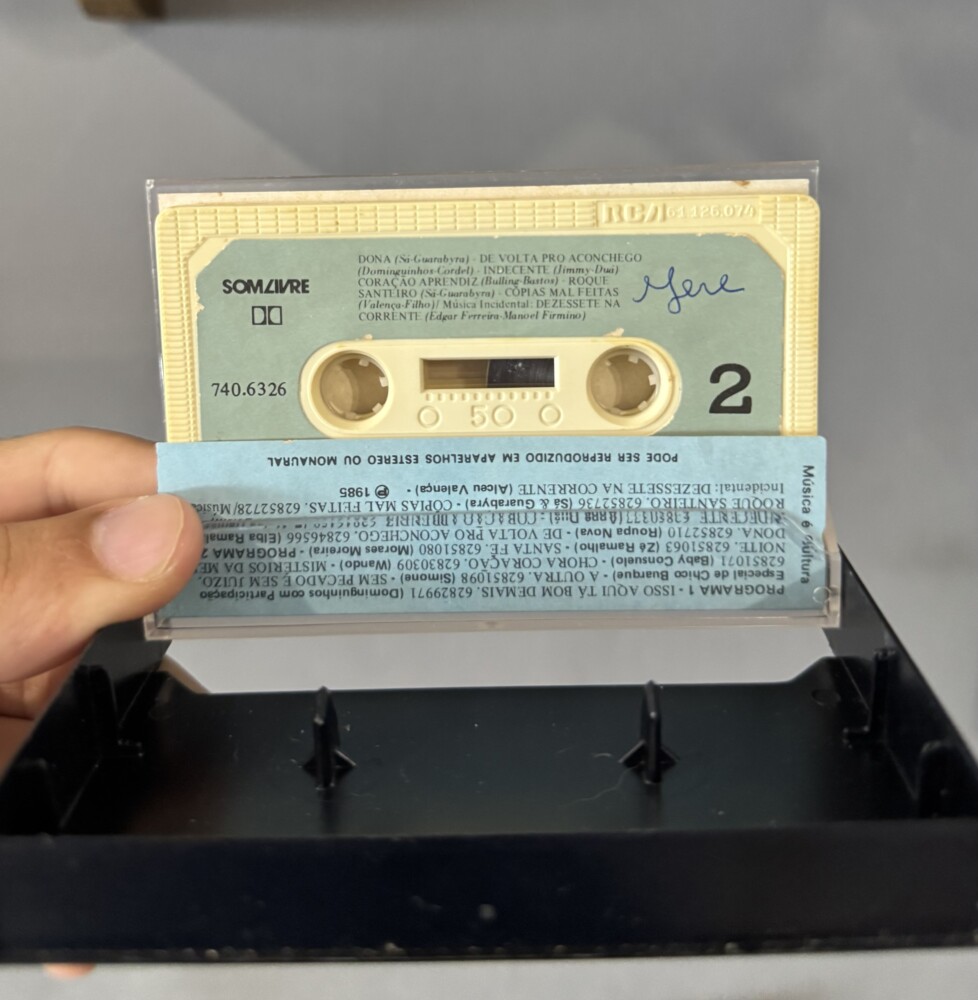 RCA 61.126.074
DONA (Sá-Guarabyra) - DE VOLTA PRO ACONCHEGO
(Dominguinhos-Cordel) - INDECENTE (Jimmy-Duá)
CORAÇÃO APRENDIZ (Bulling-Bastos) - ROQUE
SANTEIRO (Sá-Guarabyra) - CÓPIAS MAL FEITAS
(Valença-Filho)/ Música Incidental: DEZESSETE NA
CORRENTE (Edgar Ferreira-Manoel Firmino)
SOM LIVRE
Mere
740.6326
50
2
Música é Cultura
PROGRAMA 1 - ISSO AQUI TÁ BOM DEMAIS. 62829971 (Dominguinhos com Participação
Especial de Chico Buarque) - A OUTRA. 62851098 (Simone) - SEM PECADO E SEM JUIZO.
62851071 (Baby Consuelo) - CHORA CORAÇÃO. 62830309 (Wando) - MISTÉRIOS DA
NOITE. 62851063 (Zé Ramalho) - SANTA FÉ. 62851080 (Moraes Moreira) - PROGRAMA 2
DONA. 62852710 (Roupa Nova) - DE VOLTA PRO ACONCHEGO. 62846566 (Elba Ramalho)
INDECENTE
ROQUE SANTEIRO. 62852736 (Sá & Guarabyra) - CÓPIAS MAL FEITAS. 62852728/
Incidental: DEZESSETE NA CORRENTE (Alceu Valença) - ℗ 1985
PODE SER REPRODUZIDO EM APARELHOS ESTEREO OU MONAURAL